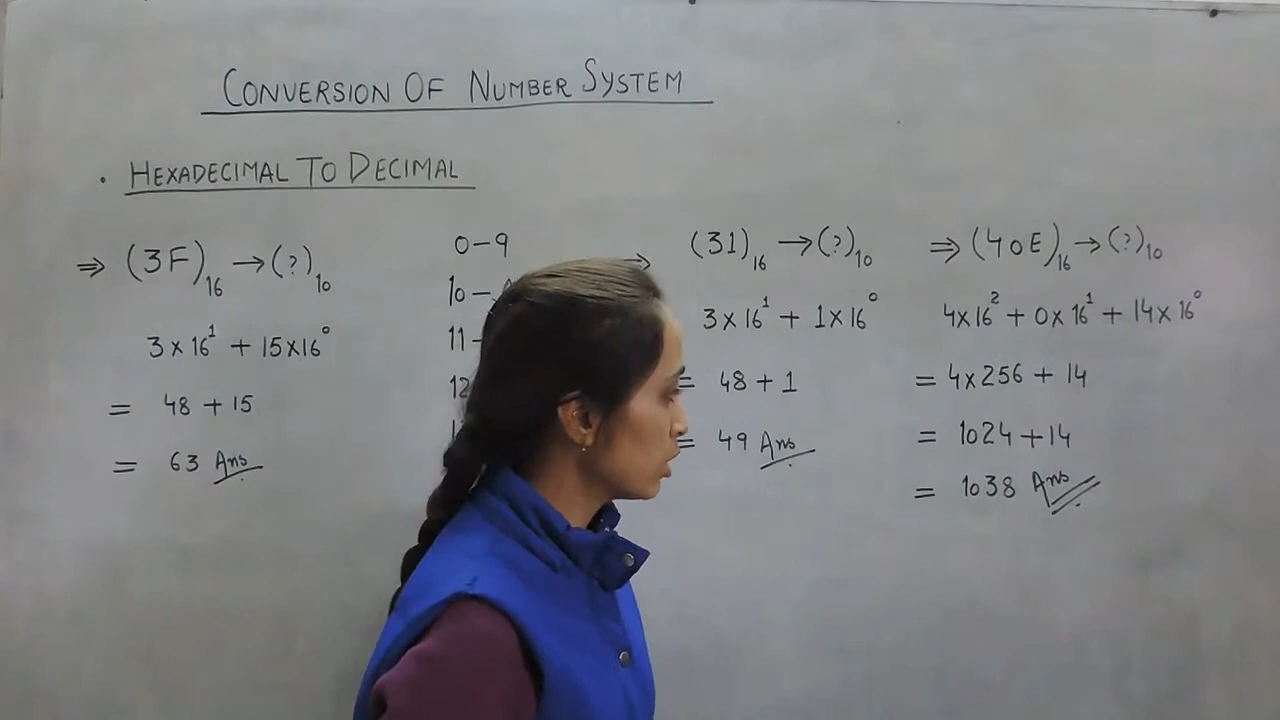 CONVERSION OF NUMBER SYSTEM
• HEXADECIMAL TO DECIMAL
⇒ (3F)₁₆ → (?)₁₀
3 × 16¹ + 15 × 16⁰
= 48 + 15
= 63 Ans
0 – 9
10 –
11 -
12
⇒ (31)₁₆ → (?)₁₀
3 × 16¹ + 1 × 16⁰
= 48 + 1
= 49 Ans
⇒ (40E)₁₆ → (?)₁₀
4 × 16² + 0 × 16¹ + 14 × 16⁰
= 4 × 256 + 14
= 1024 + 14
= 1038 Ans